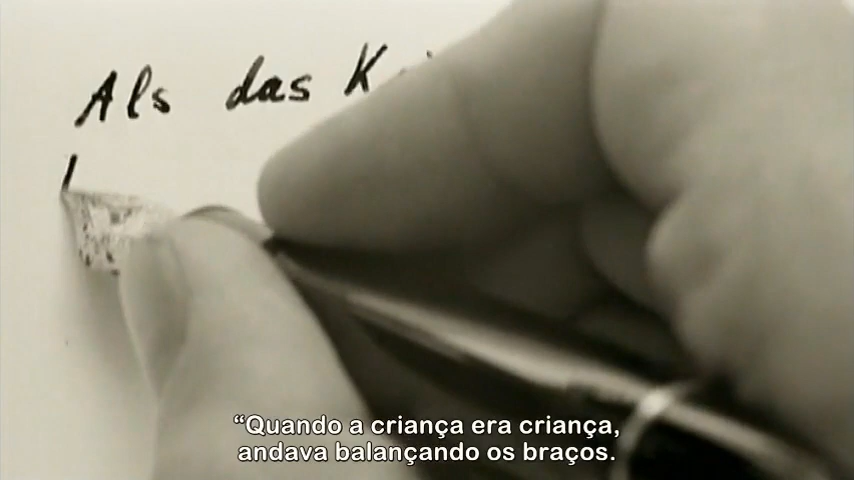 Als das K
“Quando a criança era criança,
andava balançando os braços.